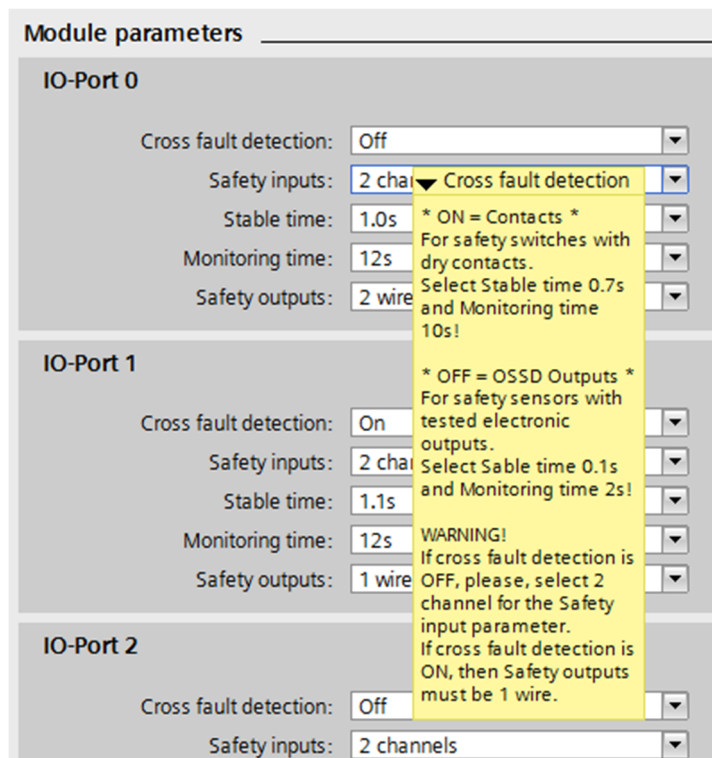 Module parameters
IO-Port 0
Cross fault detection: Off
Safety inputs: 2
Stable time: 1.0s
Monitoring time: 12s
Safety outputs: 2 wire
Cross fault detection
* ON = Contacts *
For safety switches with
dry contacts.
Select Stable time 0.7s
and Monitoring time
10s!
* OFF = OSSD Outputs *
For safety sensors with
tested electronic
outputs.
Select Sable time 0.1s
and Monitoring time 2s!
WARNING!
If cross fault detection is
OFF, please, select 2
channel for the Safety
input parameter.
If cross fault detection is
ON, then Safety outputs
must be 1 wire.
IO-Port 1
Cross fault detection: On
Safety inputs: 2
Stable time: 1.1s
Monitoring time: 12s
Safety outputs: 1 wire
IO-Port 2
Cross fault detection: Off
Safety inputs: 2 channels